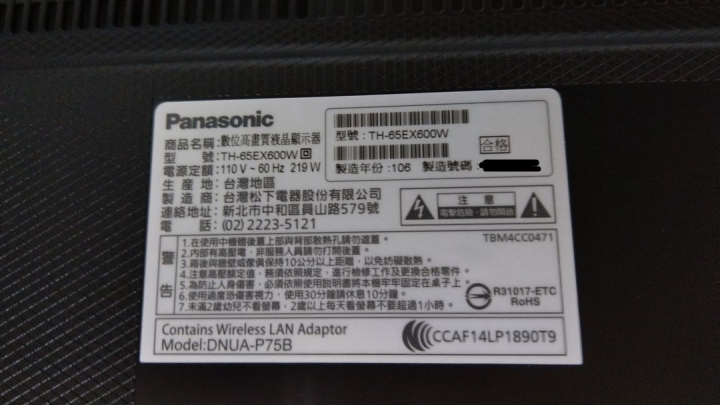 Panasonic
商品名稱:數位高畫質液晶顯示器
型 號:TH-65EX600W 回
電源定額:110 V ~ 60 Hz 219 W
生 產 地:台灣地區
製 造 商:台灣松下電器股份有限公司
連絡地址:新北市中和區員山路579號
電 話:(02) 2223-5121
型號:TH-65EX600W
合格
製造年份:106 製造號碼
注意
電擊危險,請勿開啟
TBM4CC0471
警告
1.在使用中機體後蓋上部與背部散熱孔請勿遮蓋。
2.內部有高壓電,非服務人員請勿打開後蓋。
3.幕後與牆壁或傢俱保持10公分以上距離,以免妨礙散熱。
4.注意高壓額定值,務須依照規定,進行檢修工作及更換合格零件。
5.為防止人身傷害,必須依照使用說明書將本機牢牢固定在桌子上。
6.使用過度恐傷害視力,使用30分鐘請休息10分鐘。
7.未滿2歲幼兒不看螢幕,2歲以上每天看螢幕不要超過1小時。
R31017-ETC
RoHS
Contains Wireless LAN Adaptor
Model:DNUA-P75B
CCAF14LP1890T9